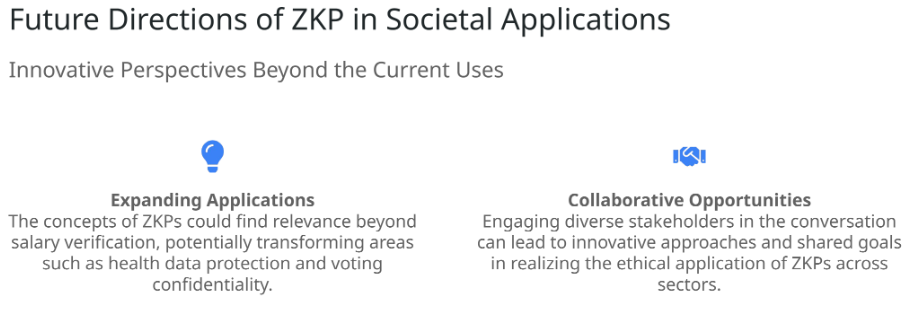 Future Directions of ZKP in Societal Applications
Innovative Perspectives Beyond the Current Uses
Expanding Applications
The concepts of ZKPs could find relevance beyond
salary verification, potentially transforming areas
such as health data protection and voting
confidentiality.
Collaborative Opportunities
Engaging diverse stakeholders in the conversation
can lead to innovative approaches and shared goals
in realizing the ethical application of ZKPs across
sectors.